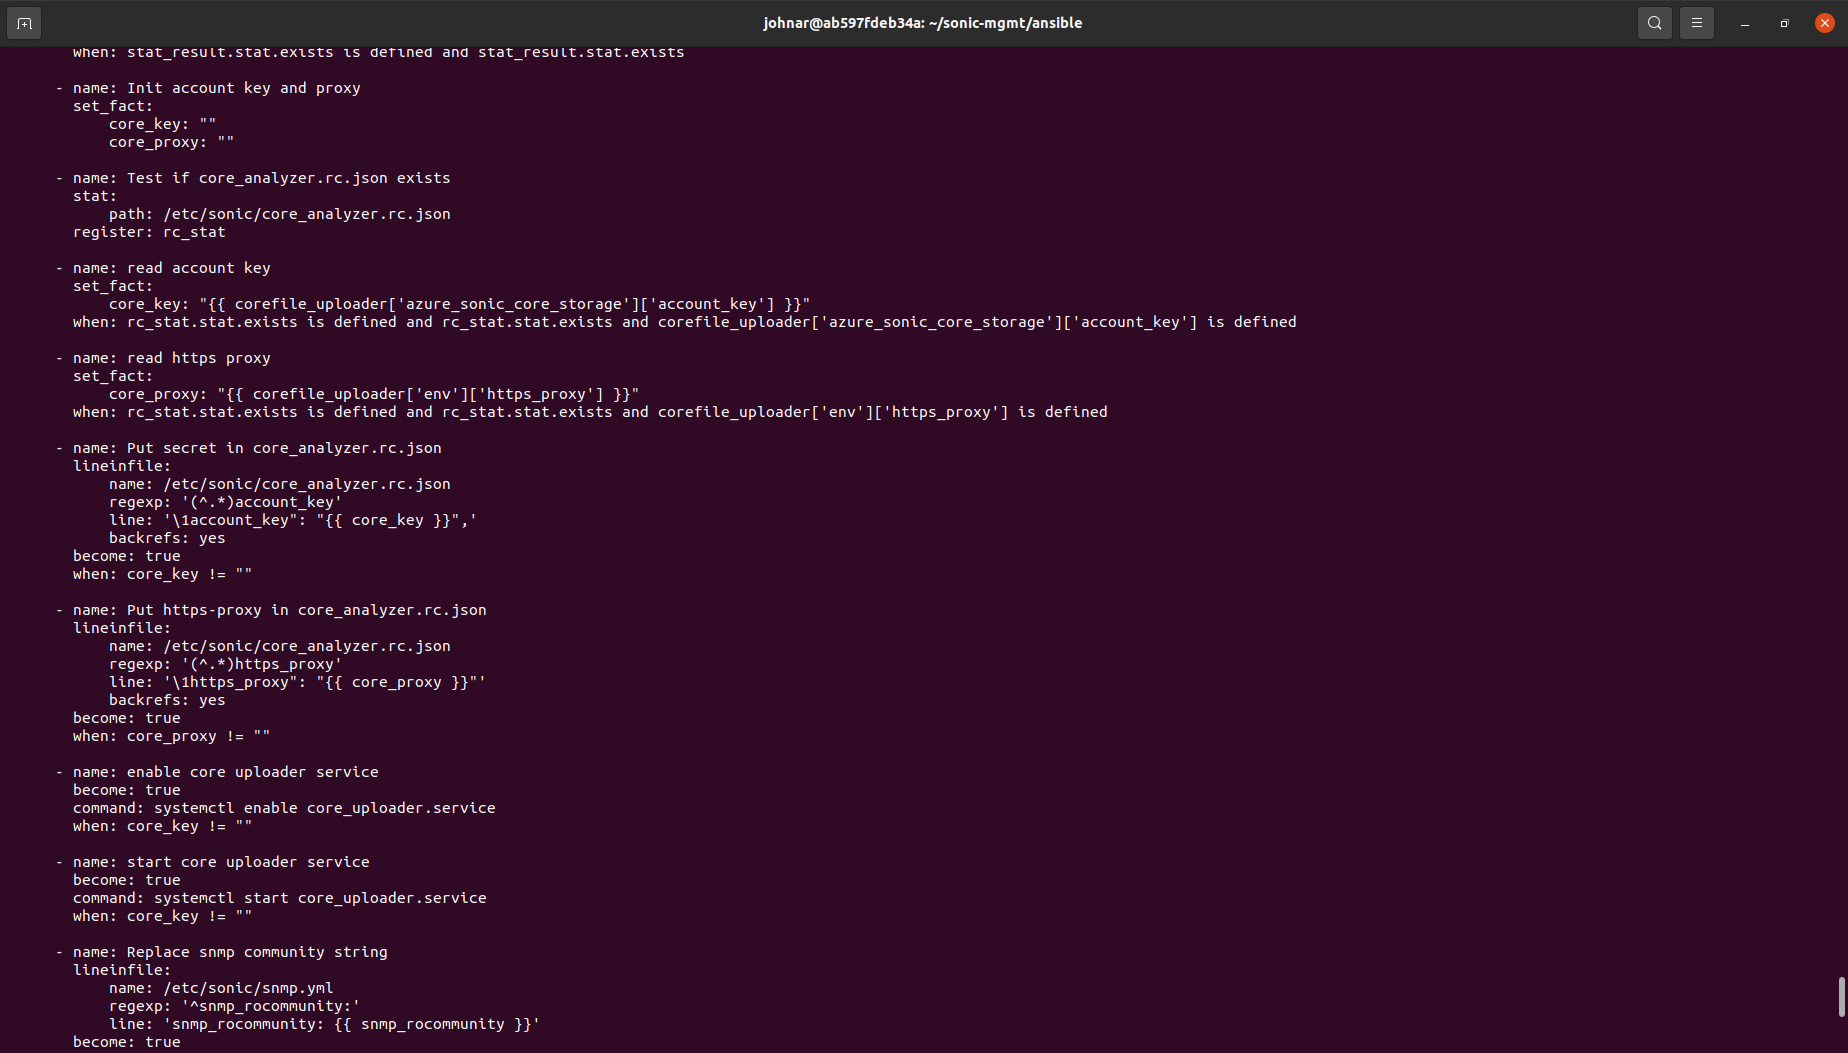 johnar@ab597fdeb34a: ~/sonic-mgmt/ansible
when: stat_result.stat.exists is defined and stat_result.stat.exists
- name: Init account key and proxy
set_fact:
core_key: ""
core_proxy: ""
- name: Test if core_analyzer.rc.json exists
stat:
path: /etc/sonic/core_analyzer.rc.json
register: rc_stat
- name: read account key
set_fact:
core_key: "{{ corefile_uploader['azure_sonic_core_storage']['account_key'] }}"
when: rc_stat.stat.exists is defined and rc_stat.stat.exists and corefile_uploader['azure_sonic_core_storage']['account_key'] is defined
- name: read https proxy
set_fact:
core_proxy: "{{ corefile_uploader['env']['https_proxy'] }}"
when: rc_stat.stat.exists is defined and rc_stat.stat.exists and corefile_uploader['env']['https_proxy'] is defined
- name: Put secret in core_analyzer.rc.json
lineinfile:
name: /etc/sonic/core_analyzer.rc.json
regexp: '(^.*)account_key'
line: '\1account_key": "{{ core_key }}",'
backrefs: yes
become: true
when: core_key != ""
- name: Put https-proxy in core_analyzer.rc.json
lineinfile:
name: /etc/sonic/core_analyzer.rc.json
regexp: '(^.*)https_proxy'
line: '\1https_proxy": "{{ core_proxy }}"'
backrefs: yes
become: true
when: core_proxy != ""
- name: enable core uploader service
become: true
command: systemctl enable core_uploader.service
when: core_key != ""
- name: start core uploader service
become: true
command: systemctl start core_uploader.service
when: core_key != ""
- name: Replace snmp community string
lineinfile:
name: /etc/sonic/snmp.yml
regexp: '^snmp_rocommunity:'
line: 'snmp_rocommunity: {{ snmp_rocommunity }}'
become: true